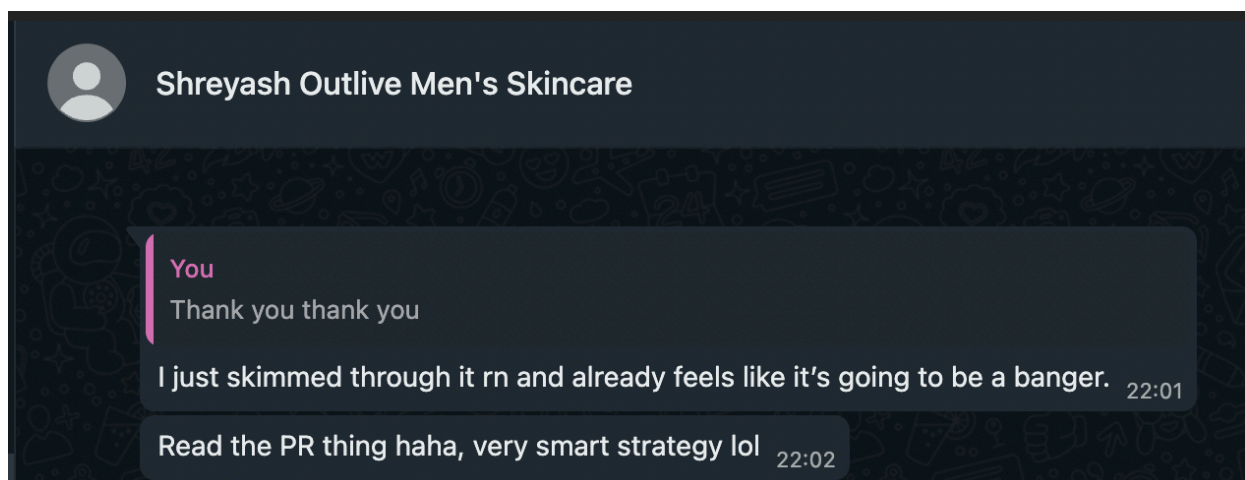 Shreyash Outlive Men's Skincare
You
Thank you thank you
I just skimmed through it rn and already feels like it’s going to be a banger. 22:01
Read the PR thing haha, very smart strategy lol 22:02